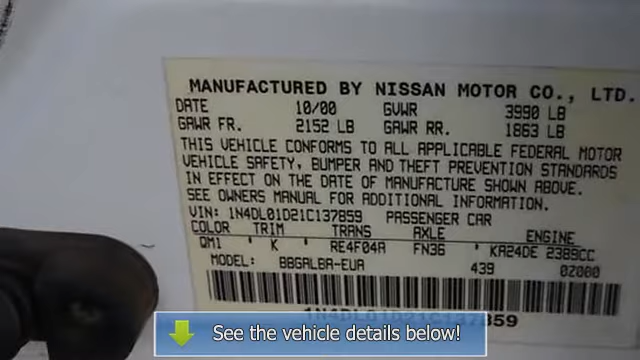 MANUFACTURED BY NISSAN MOTOR CO., LTD.
DATE 10/00 GVWR 3990 LB
GAWR FR. 2152 LB GAWR RR. 1863 LB
THIS VEHICLE CONFORMS TO ALL APPLICABLE FEDERAL MOTOR
VEHICLE SAFETY, BUMPER AND THEFT PREVENTION STANDARDS
IN EFFECT ON THE DATE OF MANUFACTURE SHOWN ABOVE.
SEE OWNERS MANUAL FOR ADDITIONAL INFORMATION.
VIN: 1N4DL01D21C137859 PASSENGER CAR
COLOR TRIM TRANS AXLE ENGINE
QM1 ' K ' RE4F04A FN36 ' KA24DE 2389CC
MODEL: BBGALBA-EUA 439 02000
1N4DL01D21C137859
See the vehicle details below!